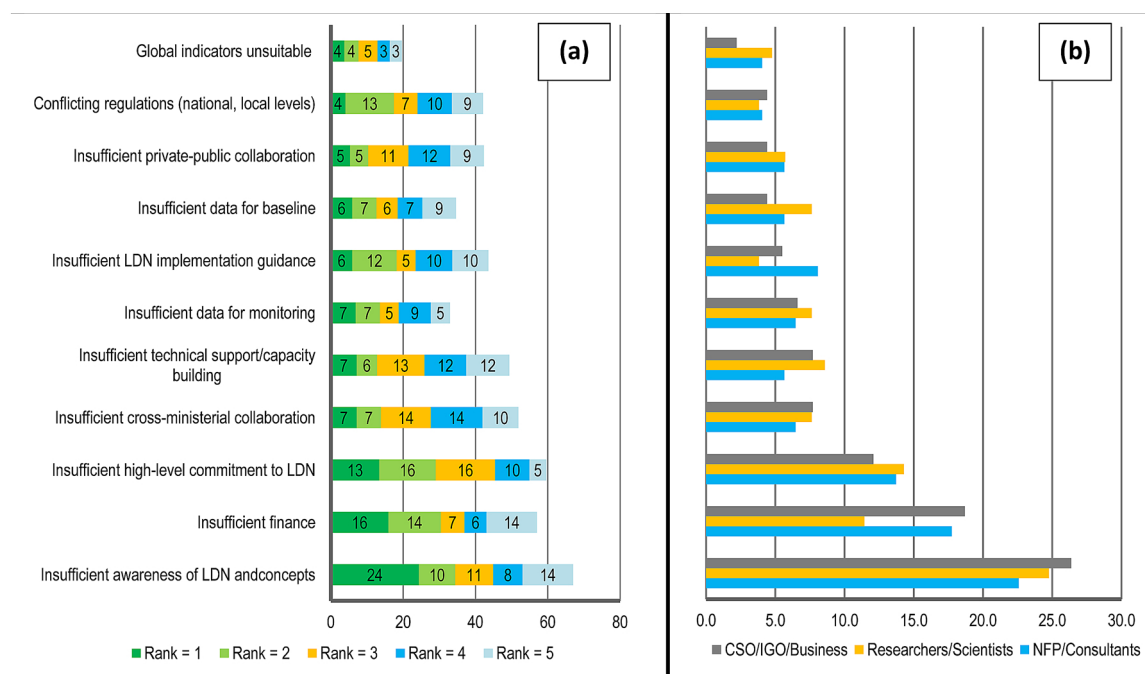 (a)
Global indicators unsuitable
4 4 5 3 3
Conflicting regulations (national, local levels)
4 13 7 10 9
Insufficient private-public collaboration
5 5 11 12 9
Insufficient data for baseline
6 7 6 7 9
Insufficient LDN implementation guidance
6 12 5 10 10
Insufficient data for monitoring
7 7 5 9 5
Insufficient technical support/capacity
building
7 6 13 12 12
Insufficient cross-ministerial collaboration
7 7 14 14 10
Insufficient high-level commitment to LDN
13 16 16 10 5
Insufficient finance
16 14 7 6 14
Insufficient awareness of LDN andconcepts
24 10 11 8 14
0 20 40 60 80
Rank = 1 Rank = 2 Rank = 3 Rank = 4 Rank = 5
(b)
0.0 5.0 10.0 15.0 20.0 25.0 30.0
CSO/IGO/Business Researchers/Scientists NFP/Consultants